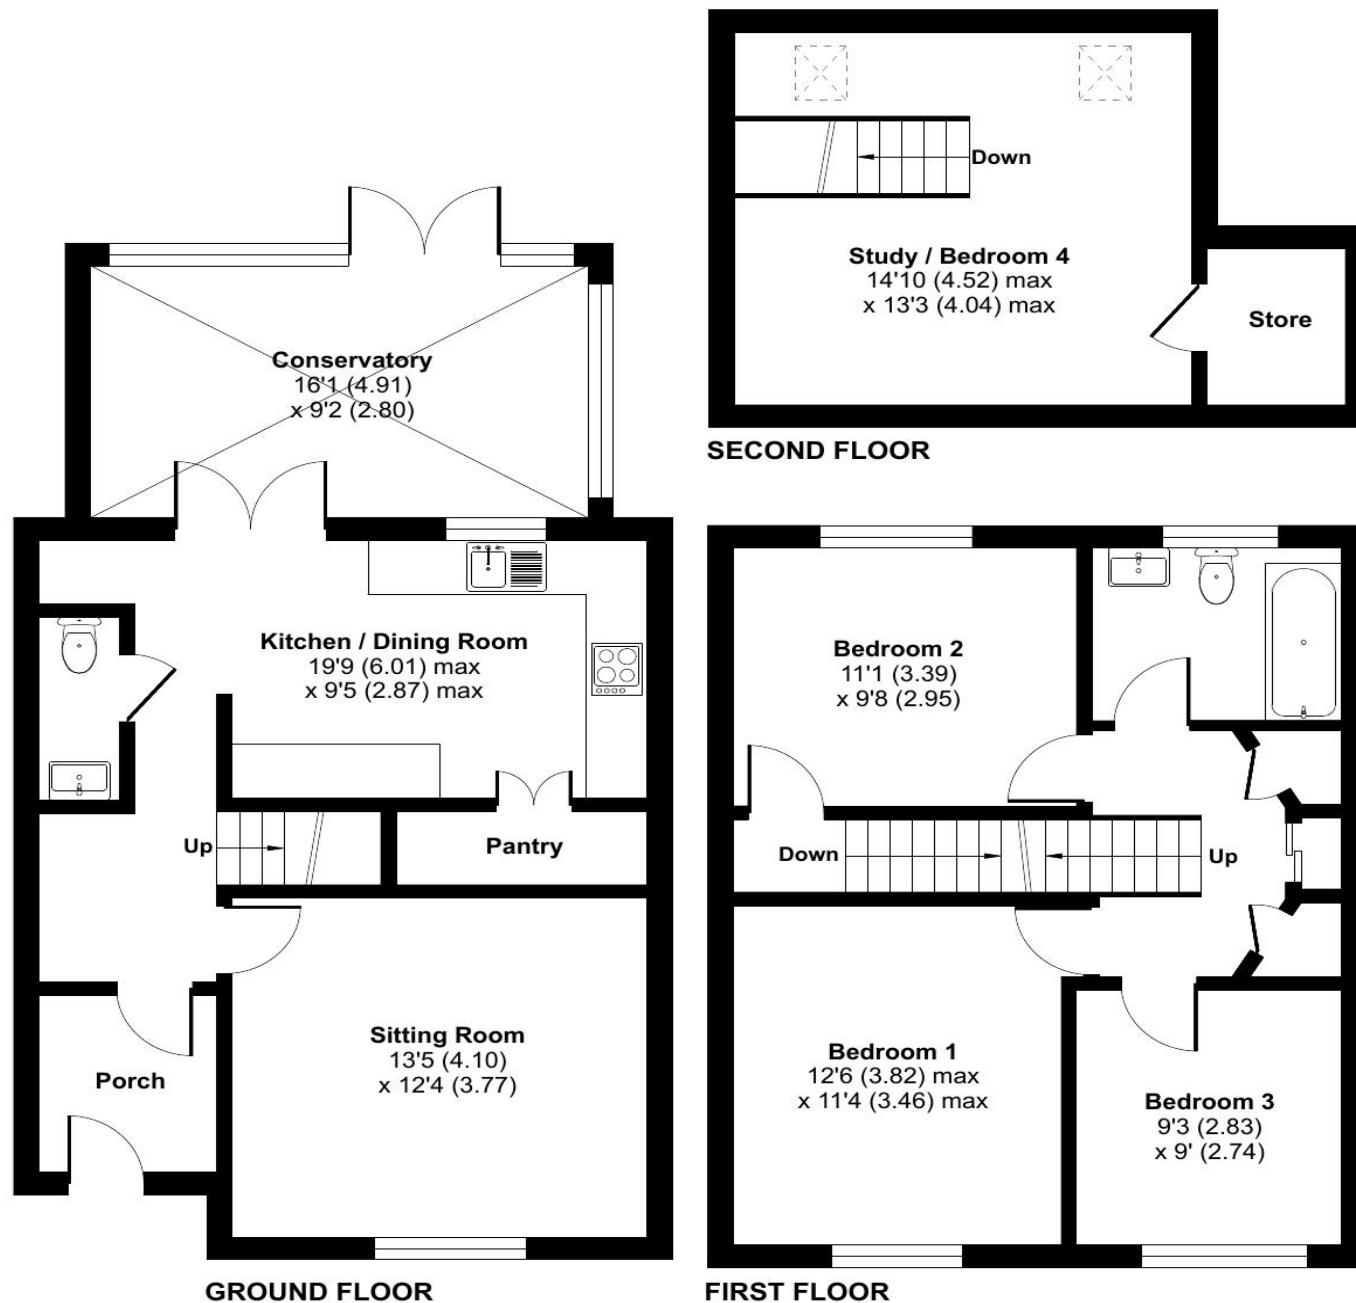 Down
Study / Bedroom 4
14'10 (4.52) max
x 13'3 (4.04) max
Store
SECOND FLOOR
Conservatory
16'1 (4.91)
x 9'2 (2.80)
Kitchen / Dining Room
19'9 (6.01) max
x 9'5 (2.87) max
Up
Pantry
Sitting Room
13'5 (4.10)
x 12'4 (3.77)
Porch
GROUND FLOOR
Bedroom 2
11'1 (3.39)
x 9'8 (2.95)
Down
Up
Bedroom 1
12'6 (3.82) max
x 11'4 (3.46) max
Bedroom 3
9'3 (2.83)
x 9' (2.74)
FIRST FLOOR